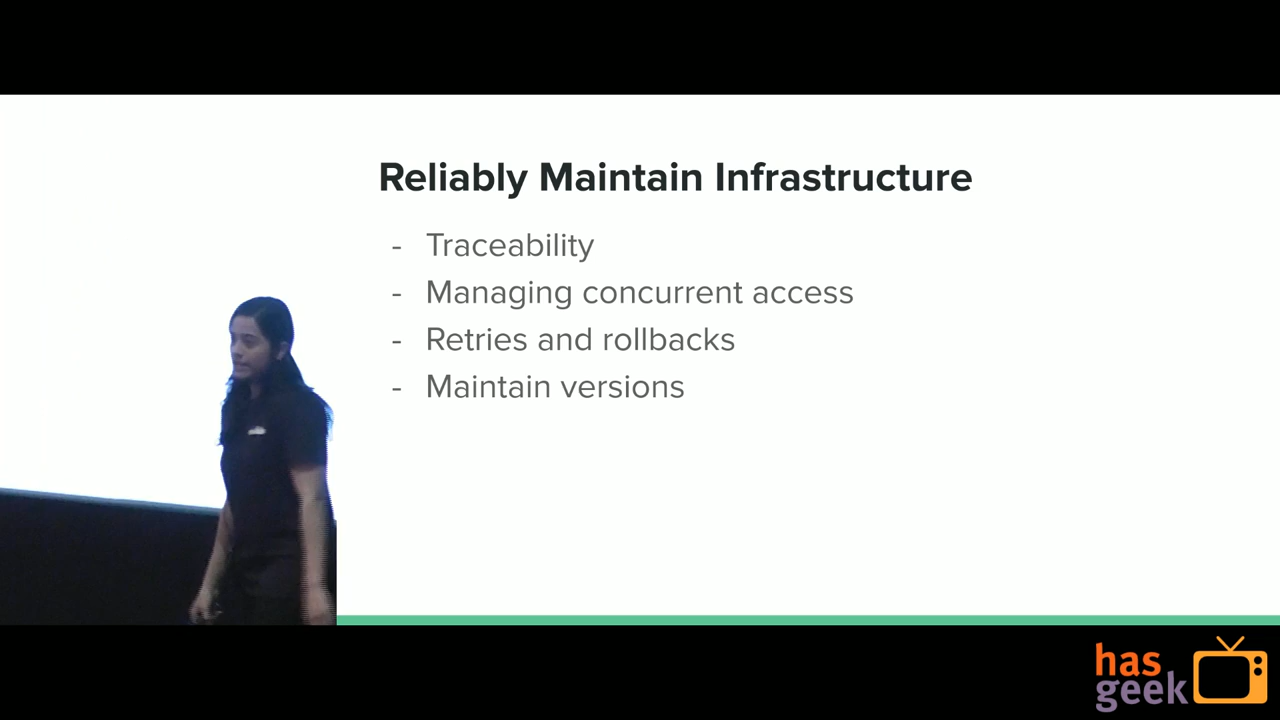 Reliably Maintain Infrastructure
- Traceability
- Managing concurrent access
- Retries and rollbacks
- Maintain versions
has
geek